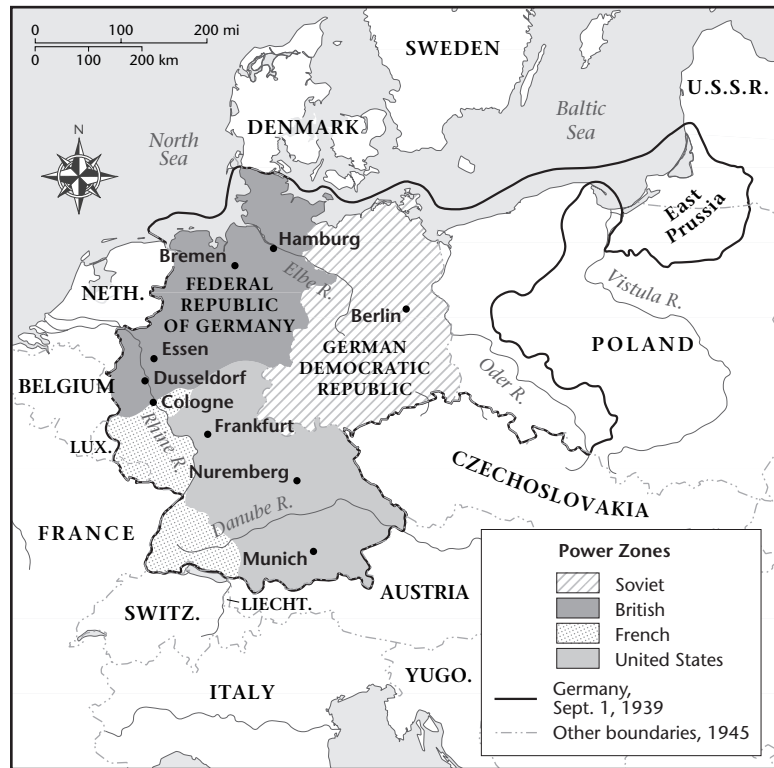 0 100 200 mi
0 100 200 km
SWEDEN
U.S.S.R.
Baltic
Sea
North
Sea
DENMARK
N
East
Prussia
Hamburg
Bremen
Elbe R.
NETH.
FEDERAL
REPUBLIC
OF GERMANY
Vistula R.
Berlin
POLAND
GERMAN
DEMOCRATIC
REPUBLIC
Essen
Oder R.
BELGIUM
Dusseldorf
Cologne
Frankfurt
Rhine R.
LUX.
Nuremberg
CZECHOSLOVAKIA
Danube R.
FRANCE
Munich
AUSTRIA
LIECHT.
SWITZ.
YUGO.
ITALY
Power Zones
Soviet
British
French
United States
Germany,
Sept. 1, 1939
Other boundaries, 1945